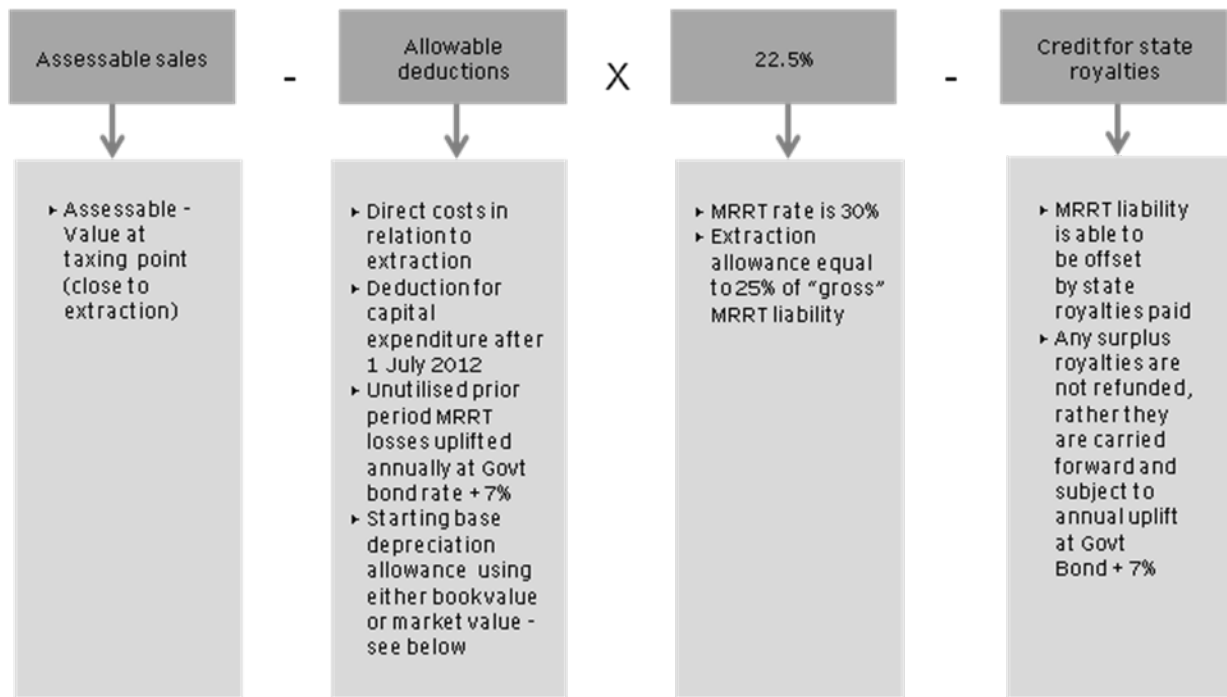 Assessable sales
-
Allowable
deductions
X
22.5%
-
Credit for state
royalties
▸ Assessable -
Value at
taxing point
(close to
extraction)
▸ Direct costs in
relation to
extraction
▸ Deduction for
capital
expenditure after
1 July 2012
▸ Unutilised prior
period MRRT
losses uplifted
annually at Govt
bond rate + 7%
▸ Starting base
depreciation
allowance using
either book value
or market value -
see below
▸ MRRT rate is 30%
▸ Extraction
allowance equal
to 25% of “gross”
MRRT liability
▸ MRRT liability
is able to
be offset
by state
royalties paid
▸ Any surplus
royalties are
not refunded,
rather they
are carried
forward and
subject to
annual uplift
at Govt
Bond + 7%